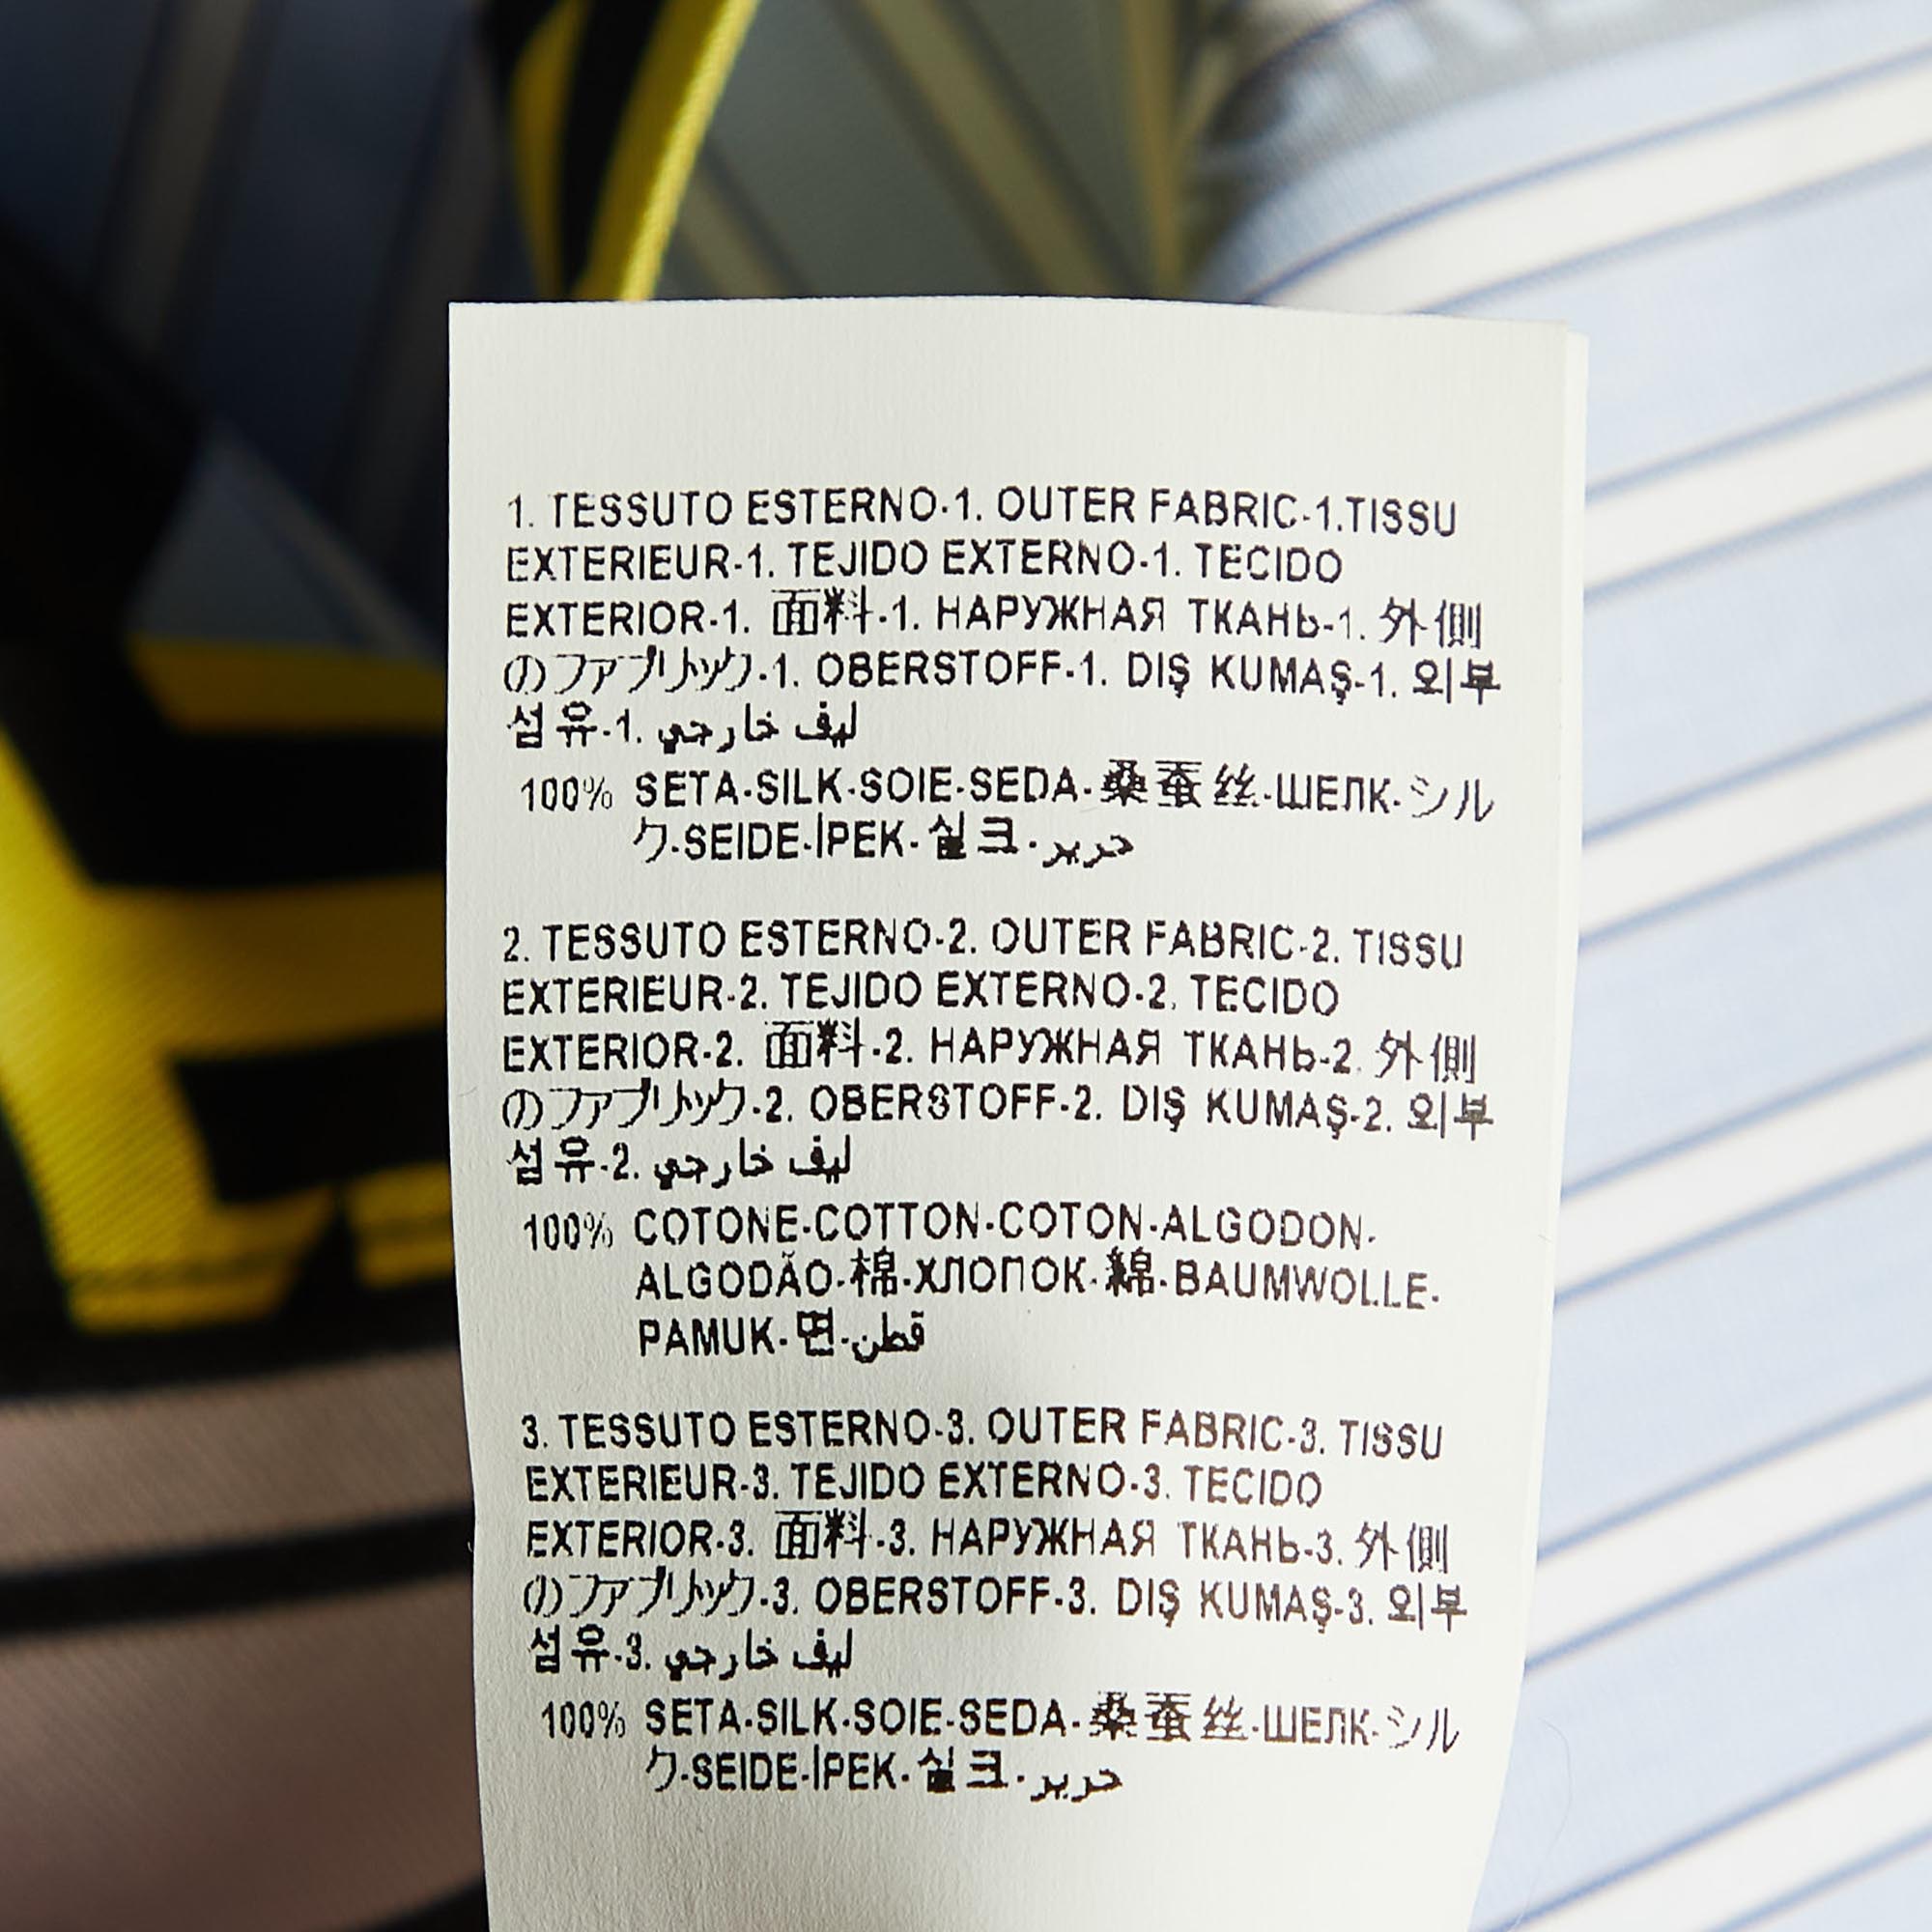 1. TESSUTO ESTERNO-1. OUTER FABRIC-1.TISSU
EXTERIEUR-1. TEJIDO EXTERNO-1. TECIDO
EXTERIOR-1. 面料-1. НАРУЖНАЯ ТКАНЬ-1. 外側
のファブリック-1. OBERSTOFF-1. DIŞ KUMAŞ-1. 외부
섬유-1. ليف خارجي
100% SETA-SILK-SOIE-SEDA-桑蚕丝-ШЕЛК-シル
ク-SEIDE-İPEK-실크-حرير
2. TESSUTO ESTERNO-2. OUTER FABRIC-2. TISSU
EXTERIEUR-2. TEJIDO EXTERNO-2. TECIDO
EXTERIOR-2. 面料-2. НАРУЖНАЯ ТКАНЬ-2. 外側
のファブリック-2. OBERSTOFF-2. DIŞ KUMAŞ-2. 외부
섬유-2. ليف خارجي
100% COTONE-COTTON-COTON-ALGODON-
ALGODÃO-棉-ХЛОПОК-綿-BAUMWOLLE-
PAMUK-면-قطن
3. TESSUTO ESTERNO-3. OUTER FABRIC-3. TISSU
EXTERIEUR-3. TEJIDO EXTERNO-3. TECIDO
EXTERIOR-3. 面料-3. НАРУЖНАЯ ТКАНЬ-3. 外側
のファブリック-3. OBERSTOFF-3. DIŞ KUMAŞ-3. 외부
섬유-3. ليف خارجي
100% SETA-SILK-SOIE-SEDA-桑蚕丝-ШЕЛК-シル
ク-SEIDE-İPEK-실크-حرير